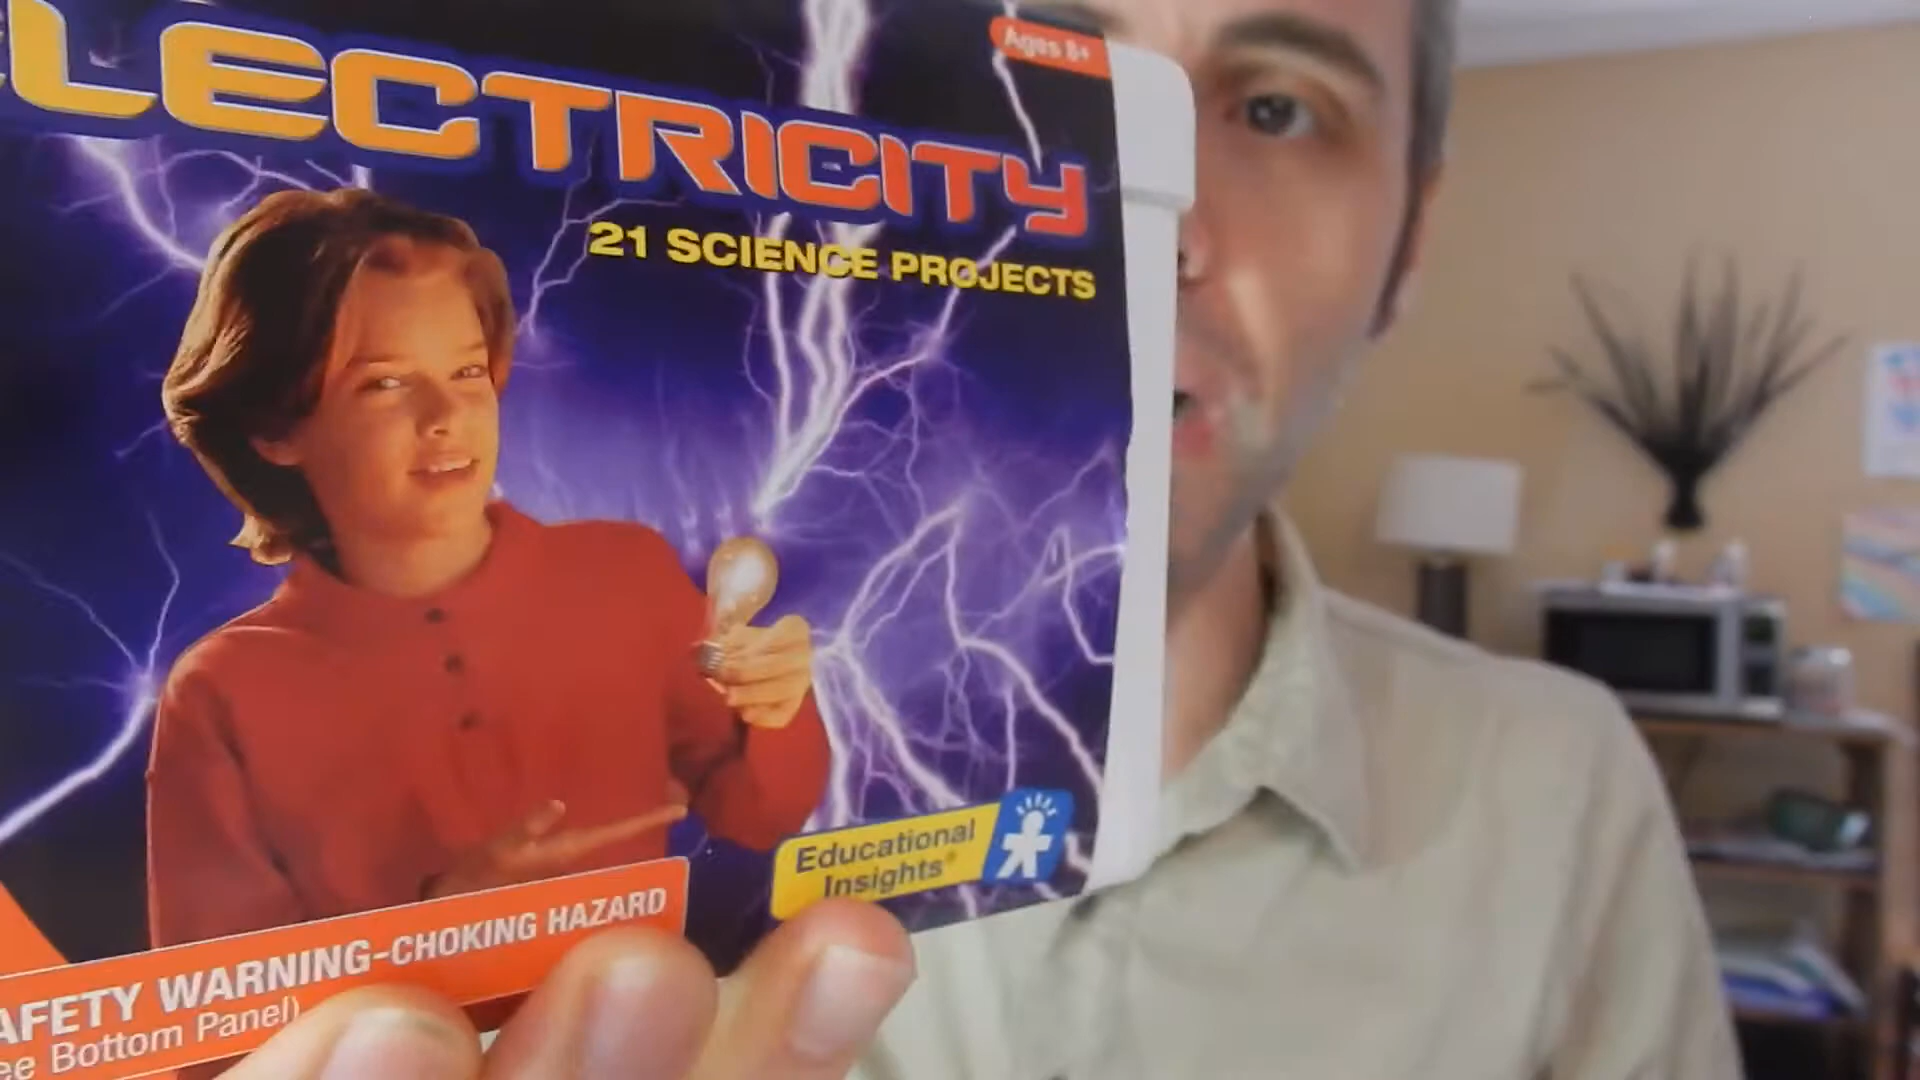 LECTRICITY
Ages 8+
21 SCIENCE PROJECTS
Educational
Insights®
AFETY WARNING-CHOKING HAZARD
ee Bottom Panel)